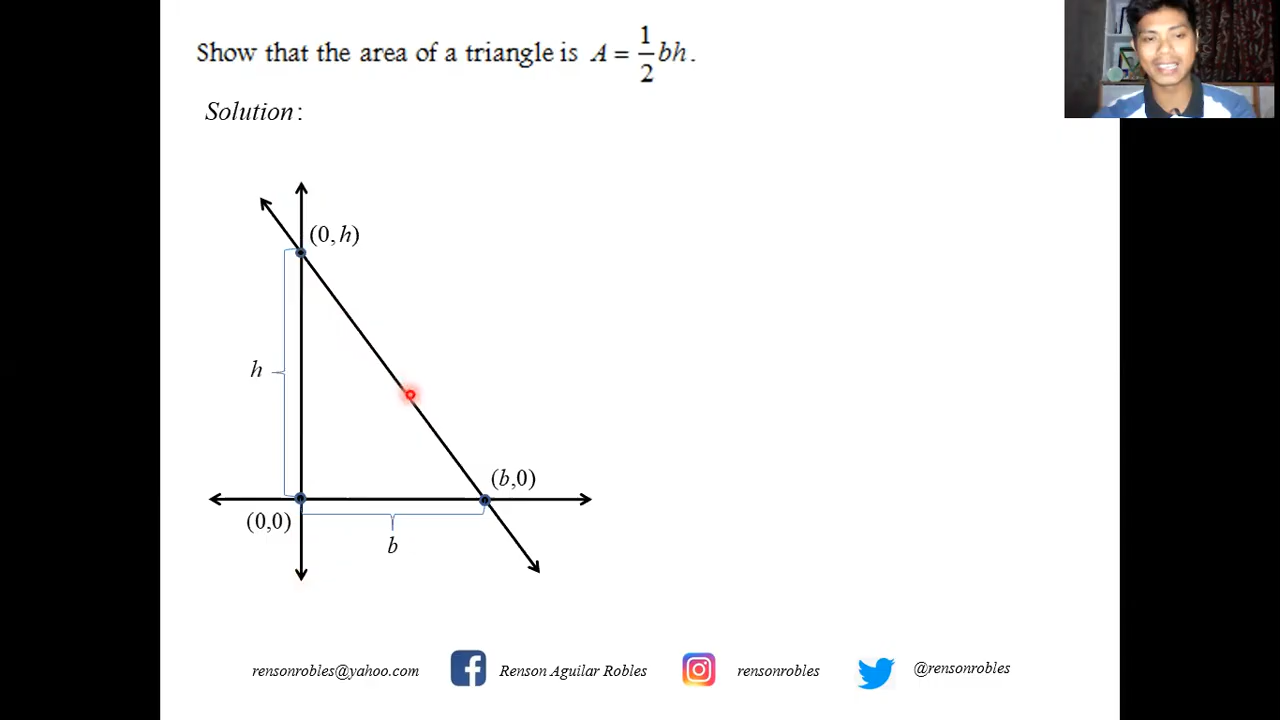 Show that the area of a triangle is A = 1/2 bh.
Solution:
(0, h)
h
(b,0)
(0,0)
b
rensonrobles@yahoo.com
Renson Aguilar Robles
rensonrobles
@rensonrobles